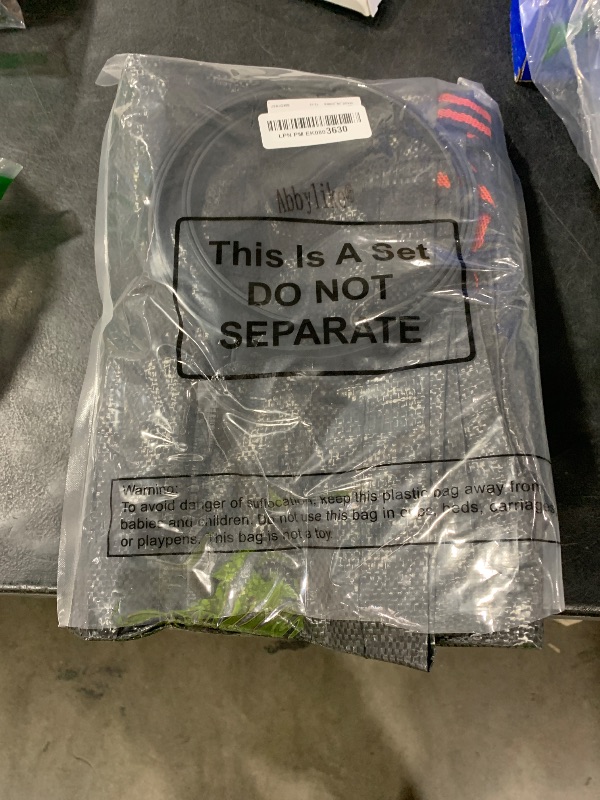 LPN PM EK080 3630
Abbylike®
This Is A Set
DO NOT
SEPARATE
Warning:
To avoid danger of suffocation, keep this plastic bag away from
babies and children. Do not use this bag in cribs, beds, carriages
or playpens. This bag is not a toy.